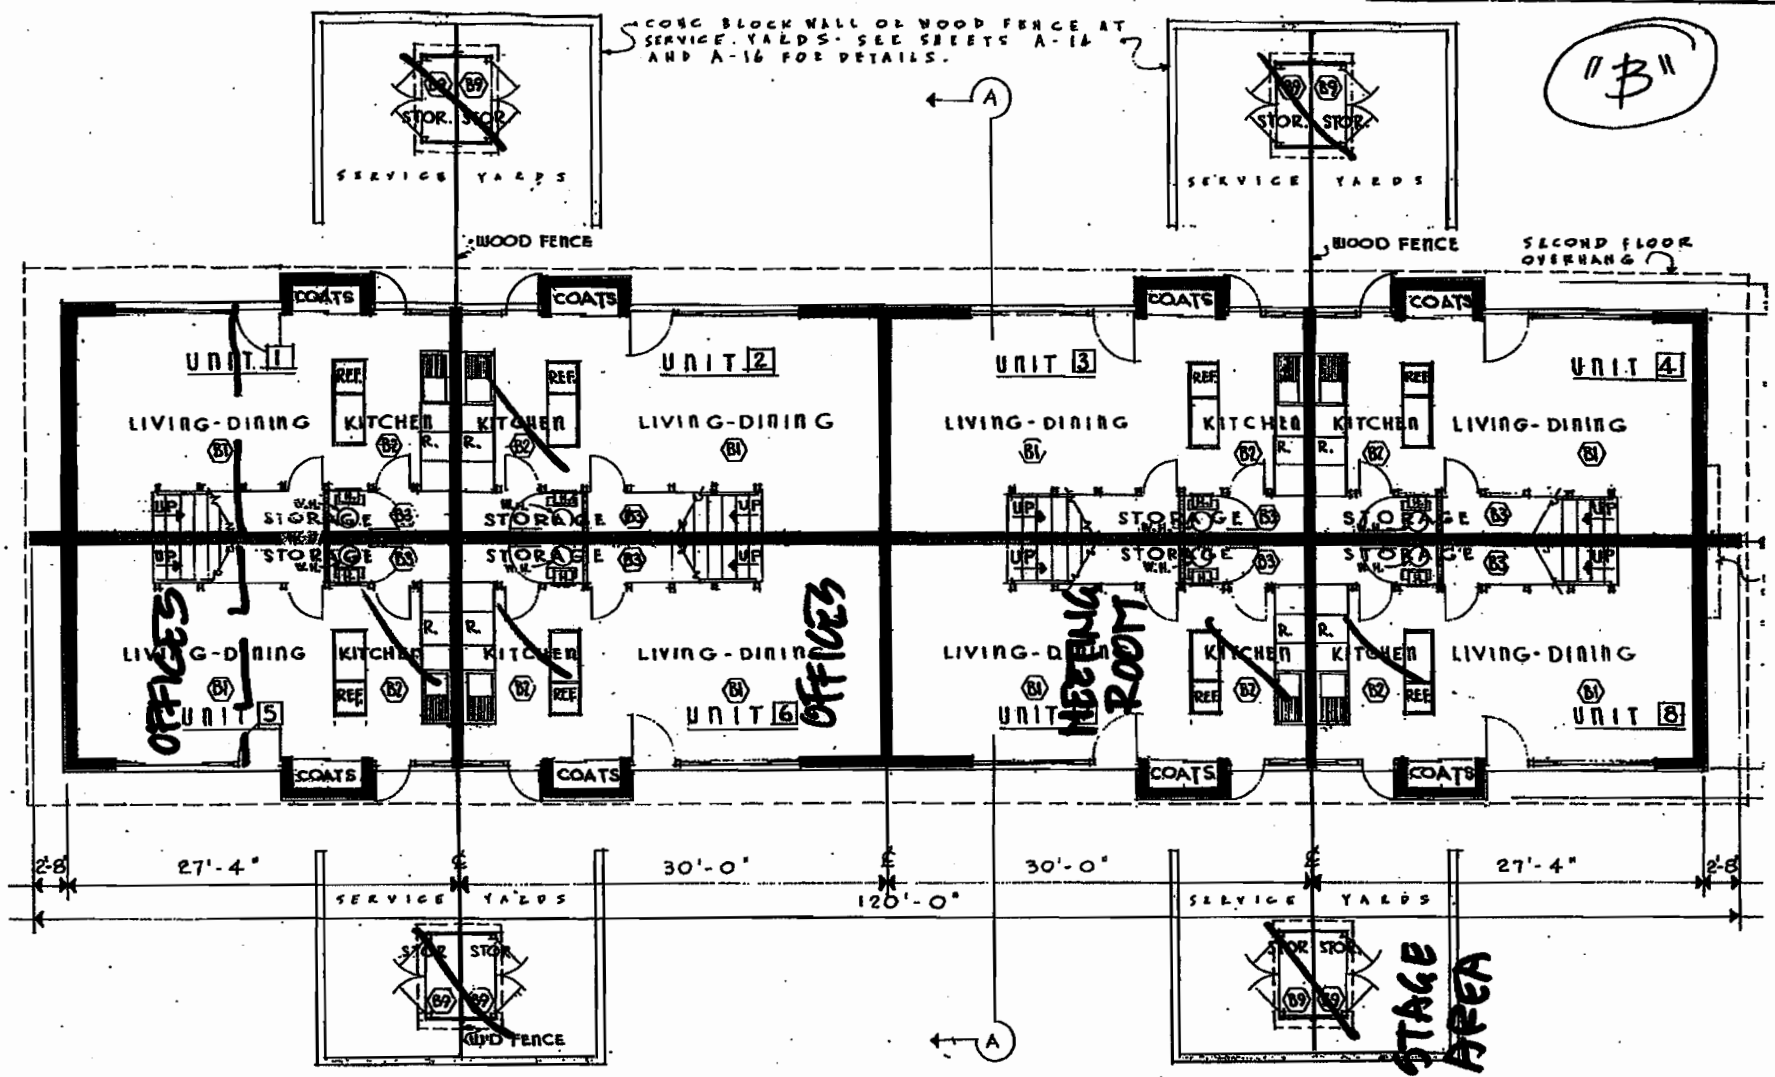 CONC BLOCK WALL OR WOOD FENCE AT
SERVICE YARDS - SEE SHEETS A-14
AND A-16 FOR DETAILS.
"B"
A
A
B9 B9
STOR. STOR.
SERVICE YARDS
B9 B9
STOR. STOR.
SERVICE YARDS
WOOD FENCE
WOOD FENCE
SECOND FLOOR
OVERHANG
COATS
COATS
COATS
COATS
UNIT 1
UNIT 2
UNIT 3
UNIT 4
REF.
REF.
REF
REF
LIVING-DINING
KITCHEN
KITCHEN
LIVING-DINING
LIVING-DINING
KITCHEN
KITCHEN
LIVING-DINING
B1
B2
R.
R.
B2
B1
B1
B2
R.
R.
B2
B1
UP
STORAGE
B3
STORAGE
B3
UP
UP
STORAGE
B3
STORAGE
B3
UP
UP
STORAGE
B3
STORAGE
B3
UP
UP
STORAGE
B3
STORAGE
B3
UP
W.H.
W.H.
W.H.
W.H.
OFFICES
OFFICES
MEETING
ROOM
R.
R.
R.
R.
LIVING-DINING
KITCHEN
KITCHEN
LIVING-DINING
LIVING-DINING
KITCHEN
KITCHEN
LIVING-DINING
B1
REF.
B2
B2
REF.
B1
B1
REF
B2
B2
REF
B1
UNIT 5
UNIT 6
UNIT
UNIT 8
COATS
COATS
COATS
COATS
2'-8"
27'-4"
30'-0"
30'-0"
27'-4"
2'-8"
120'-0"
SERVICE YARDS
SERVICE YARDS
STOR STOR
B9 B9
WD FENCE
STOR STOR
B9 B9
A
STAGE
AREA